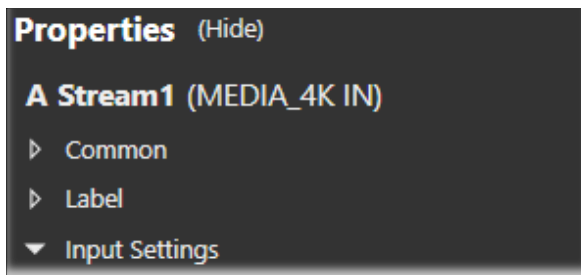 Properties (Hide)
A Stream1 (MEDIA_4K IN)
Common
Label
Input Settings